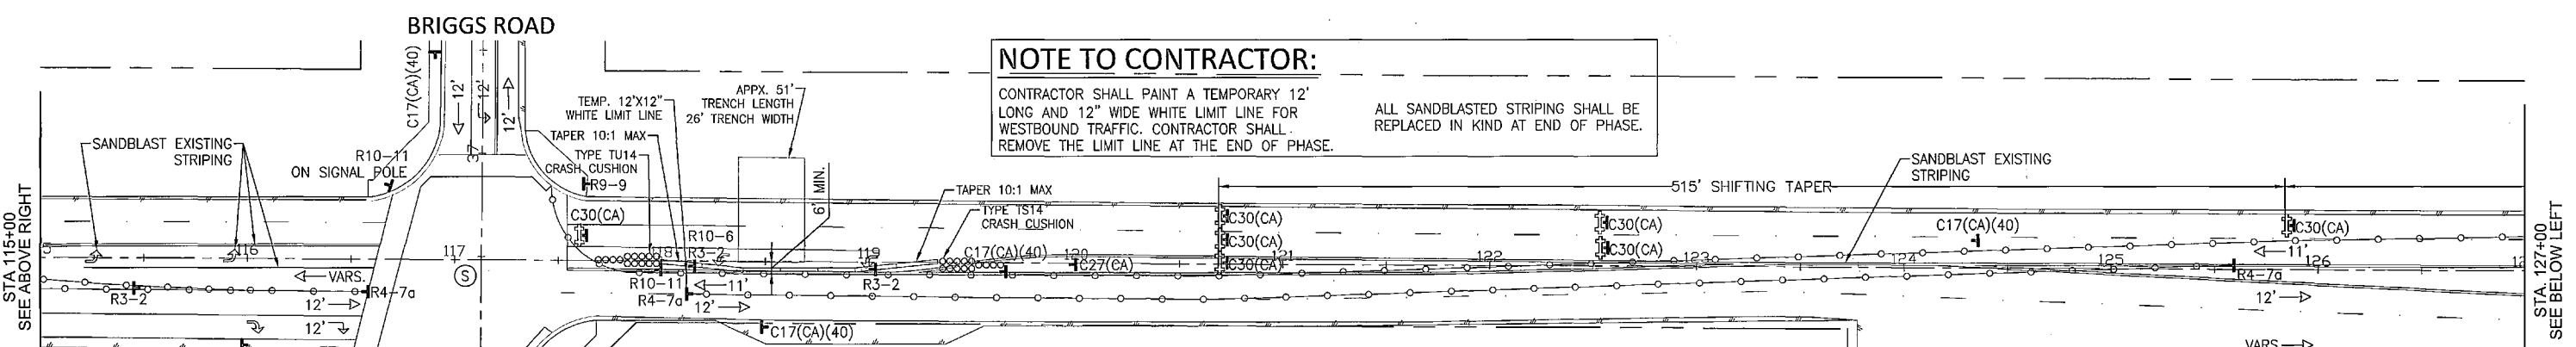 BRIGGS ROAD
C17(CA)(40)
12'
12'
12'
37
SANDBLAST EXISTING
STRIPING
R10-11
ON SIGNAL POLE
TEMP. 12'X12"
WHITE LIMIT LINE
TAPER 10:1 MAX
TYPE TU14
CRASH CUSHION
R9-9
APPX. 51'
TRENCH LENGTH
26' TRENCH WIDTH
6' MIN.
NOTE TO CONTRACTOR:
CONTRACTOR SHALL PAINT A TEMPORARY 12'
LONG AND 12" WIDE WHITE LIMIT LINE FOR
WESTBOUND TRAFFIC. CONTRACTOR SHALL
REMOVE THE LIMIT LINE AT THE END OF PHASE.
ALL SANDBLASTED STRIPING SHALL BE
REPLACED IN KIND AT END OF PHASE.
TAPER 10:1 MAX
TYPE TS14
CRASH CUSHION
515' SHIFTING TAPER
SANDBLAST EXISTING
STRIPING
STA 115+00
SEE ABOVE RIGHT
116
117
S
C30(CA)
R10-6
118
R3-2
R10-11
R4-7a
119
R3-2
C17(CA)(40)
120
C27(CA)
C30(CA)
C30(CA)
C30(CA)
121
122
C30(CA)
C30(CA)
123
C17(CA)(40)
124
125
C30(CA)
11'
126
R4-7a
12'
12
VARS.
R3-2
R4-7a
12'
12'
11'
12'
C17(CA)(40)
VARS
STA. 127+00
SEE BELOW LEFT